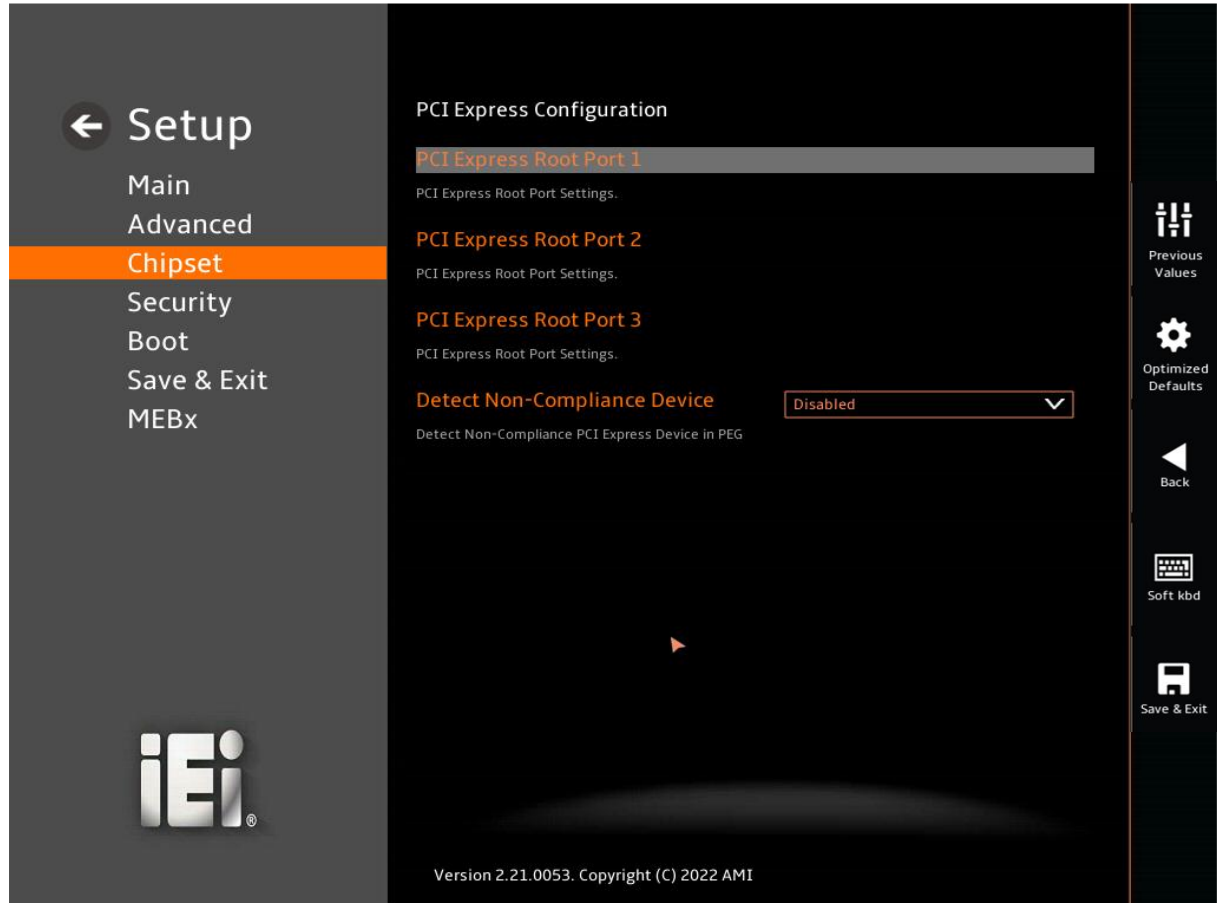 Setup
Main
Advanced
Chipset
Security
Boot
Save & Exit
MEBx
iEi®
PCI Express Configuration
PCI Express Root Port 1
PCI Express Root Port Settings.
PCI Express Root Port 2
PCI Express Root Port Settings.
PCI Express Root Port 3
PCI Express Root Port Settings.
Detect Non-Compliance Device Disabled
Detect Non-Compliance PCI Express Device in PEG
Version 2.21.0053. Copyright (C) 2022 AMI
Previous
Values
Optimized
Defaults
Back
Soft kbd
Save & Exit